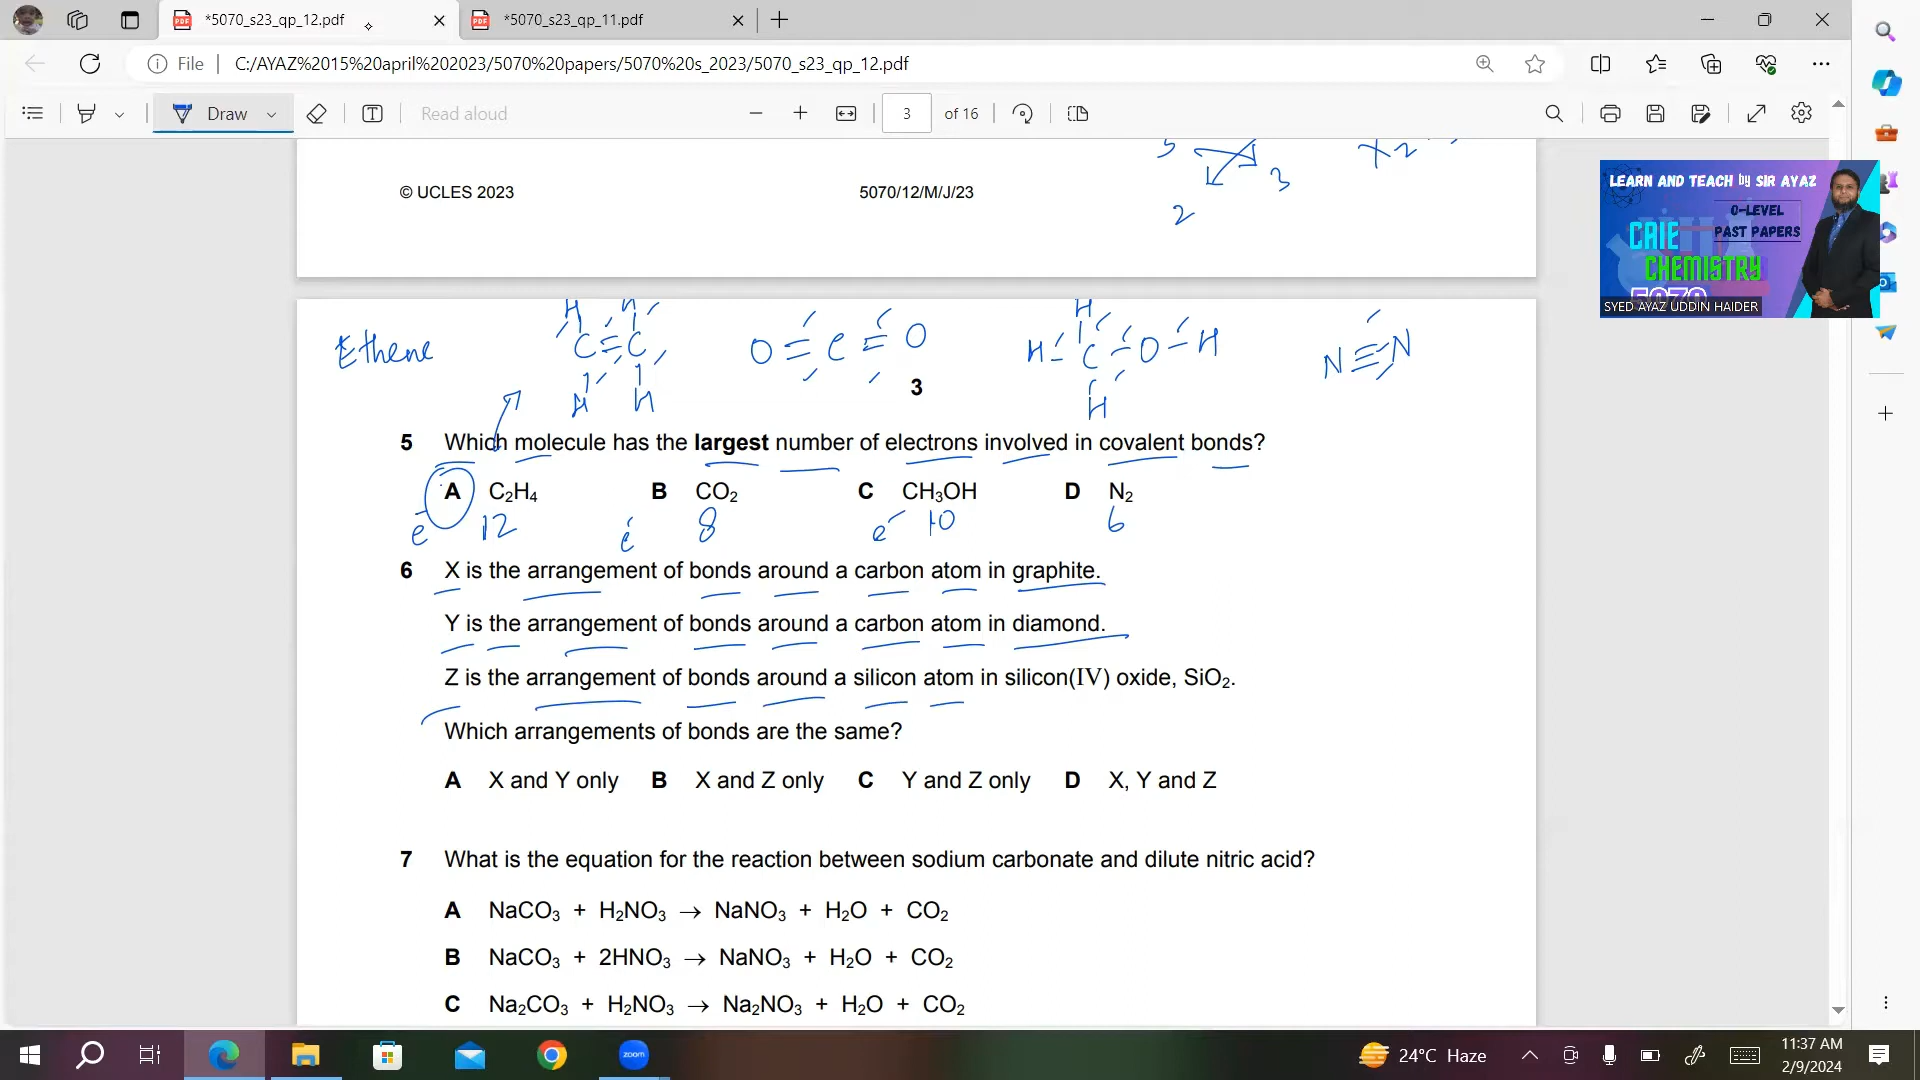 *5070_s23_qp_12.pdf
*5070_s23_qp_11.pdf
File
C:/AYAZ%2015%20april%202023/5070%20papers/5070%20s_2023/5070_s23_qp_12.pdf
Draw
Read aloud
3 of 16
3 2
3
2
© UCLES 2023 5070/12/M/J/23
LEARN AND TEACH by SIR AYAZ
O-LEVEL
PAST PAPERS
CAIE
CHEMISTRY
5070
SYED AYAZ UDDIN HAIDER
H H H
Ethene C=C O=C=O H-C-O-H N≡N
H H H
3
5 Which molecule has the largest number of electrons involved in covalent bonds?
A C₂H₄ B CO₂ C CH₃OH D N₂
e 12 e 8 e 10 6
6 X is the arrangement of bonds around a carbon atom in graphite.
Y is the arrangement of bonds around a carbon atom in diamond.
Z is the arrangement of bonds around a silicon atom in silicon(IV) oxide, SiO₂.
Which arrangements of bonds are the same?
A X and Y only B X and Z only C Y and Z only D X, Y and Z
7 What is the equation for the reaction between sodium carbonate and dilute nitric acid?
A NaCO₃ + H₂NO₃ → NaNO₃ + H₂O + CO₂
B NaCO₃ + 2HNO₃ → NaNO₃ + H₂O + CO₂
C Na₂CO₃ + H₂NO₃ → Na₂NO₃ + H₂O + CO₂
zoom
24°C Haze
11:37 AM
2/9/2024